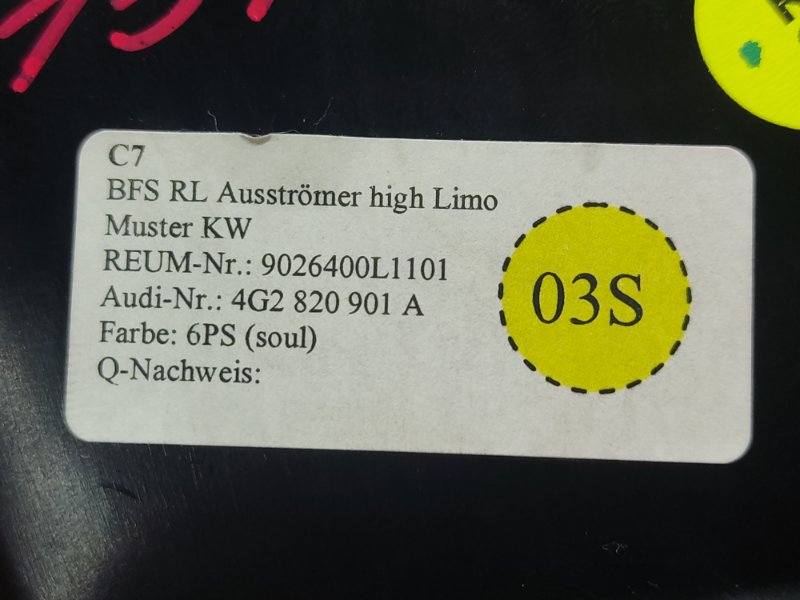 C7
BFS RL Ausströmer high Limo
Muster KW
REUM-Nr.: 9026400L1101
Audi-Nr.: 4G2 820 901 A
Farbe: 6PS (soul)
Q-Nachweis:
03S